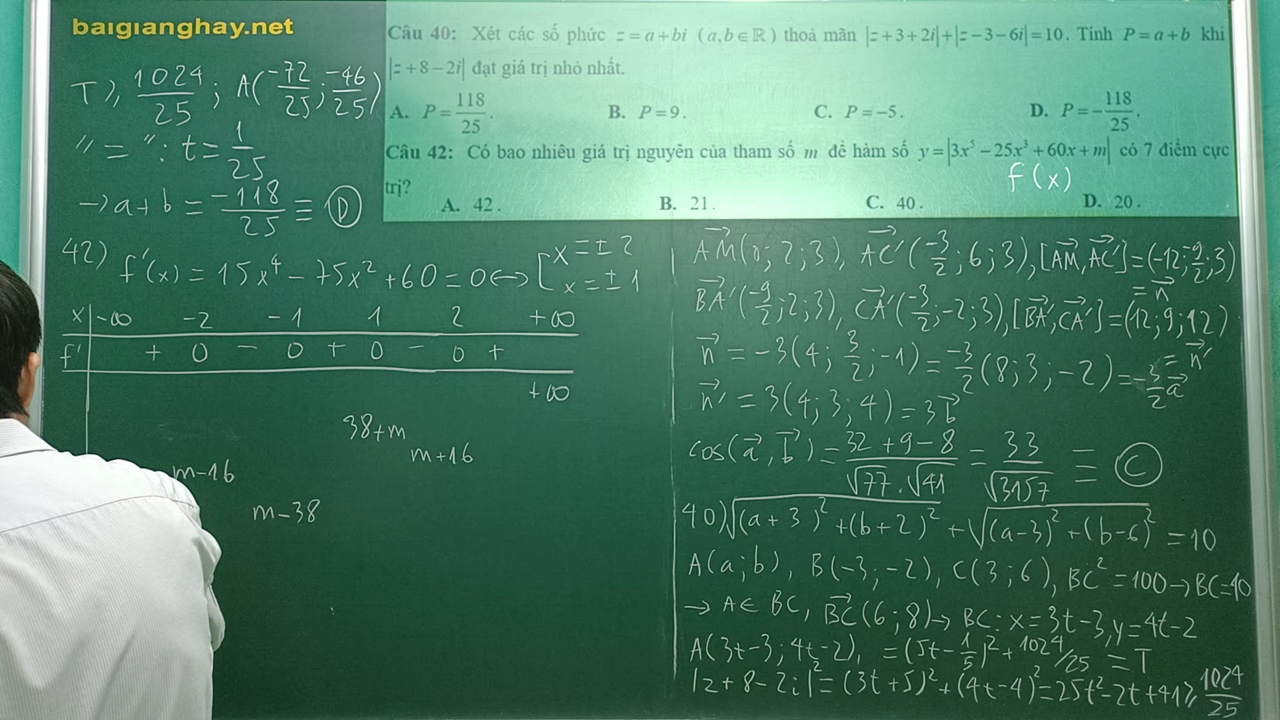 baigianghay.net
Câu 40: Xét các số phức z = a + bi (a, b ∈ ℝ) thoả mãn |z + 3 + 2i| + |z − 3 − 6i| = 10. Tính P = a + b khi
|z + 8 − 2i| đạt giá trị nhỏ nhất.
A. P = 118/25. B. P = 9. C. P = −5. D. P = −118/25.
Câu 42: Có bao nhiêu giá trị nguyên của tham số m để hàm số y = |3x⁵ − 25x³ + 60x + m| có 7 điểm cực
f(x)
trị?
A. 42. B. 21. C. 40. D. 20.
T ⩾ 1024/25 ; A(−72/25 ; −46/25)
" = " : t = 1/25
→ a + b = −118/25 ≡ Ⓓ
42) f'(x) = 15x⁴ − 75x² + 60 = 0 ⇔ [x = ± 2
x = ± 1
x | −∞ −2 −1 1 2 +∞
f' | + 0 − 0 + 0 − 0 +
+∞
38+m
m+16
m−16
m−38
AM→(0; 2; 3), AC'→(−3/2; 6; 3), [AM→, AC'→] = (−12; −9/2; 3)
= n→
BA'→(−9/2; 2; 3), CA'→(−3/2; −2; 3), [BA'→, CA'→] = (12; 9; 12)
= n'→
n→ = −3(4; 3/2; −1) = −3/2(8; 3; −2) = −3/2 a→
n'→ = 3(4; 3; 4) = 3b→
cos(a→, b→) = (32 + 9 − 8)/(√77 . √41) = 33/√3157 ≡ Ⓒ
40) √((a + 3)² + (b + 2)²) + √((a − 3)² + (b − 6)²) = 10
A(a; b), B(−3; −2), C(3; 6), BC² = 100 → BC = 10
→ A ∈ BC, BC→(6; 8) → BC: x = 3t − 3, y = 4t − 2
A(3t − 3; 4t − 2), = (5t − 1/5)² + 1024/25 = T
|z + 8 − 2i|² = (3t + 5)² + (4t − 4)² = 25t² − 2t + 41 ⩾ 1024/25